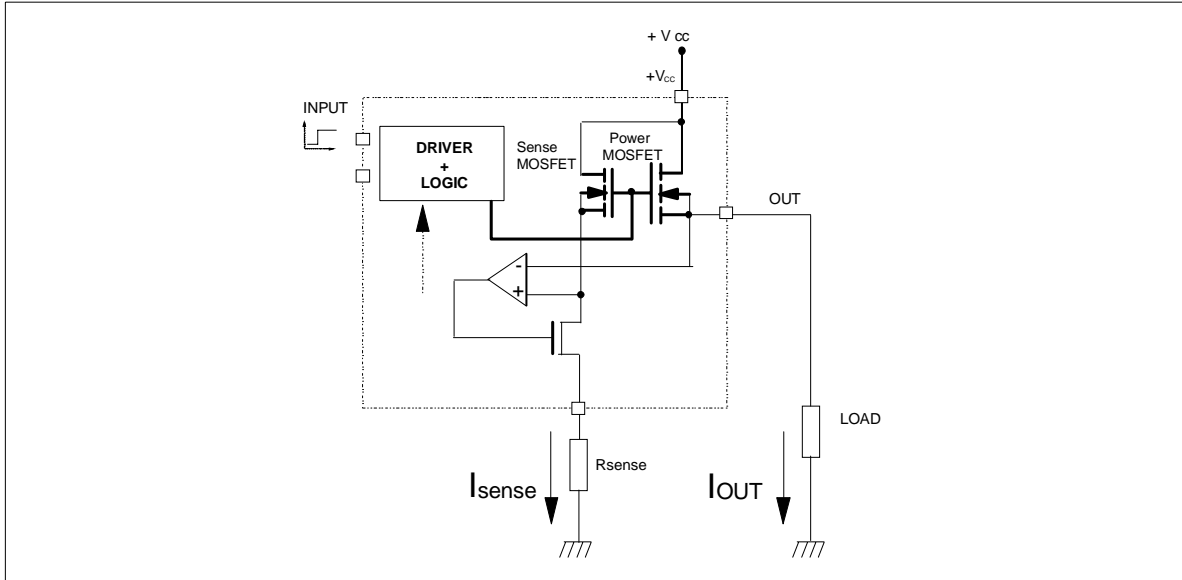 + V cc
+Vcc
INPUT
DRIVER
+
LOGIC
Sense
MOSFET
Power
MOSFET
OUT
-
+
LOAD
Rsense
Isense
IOUT